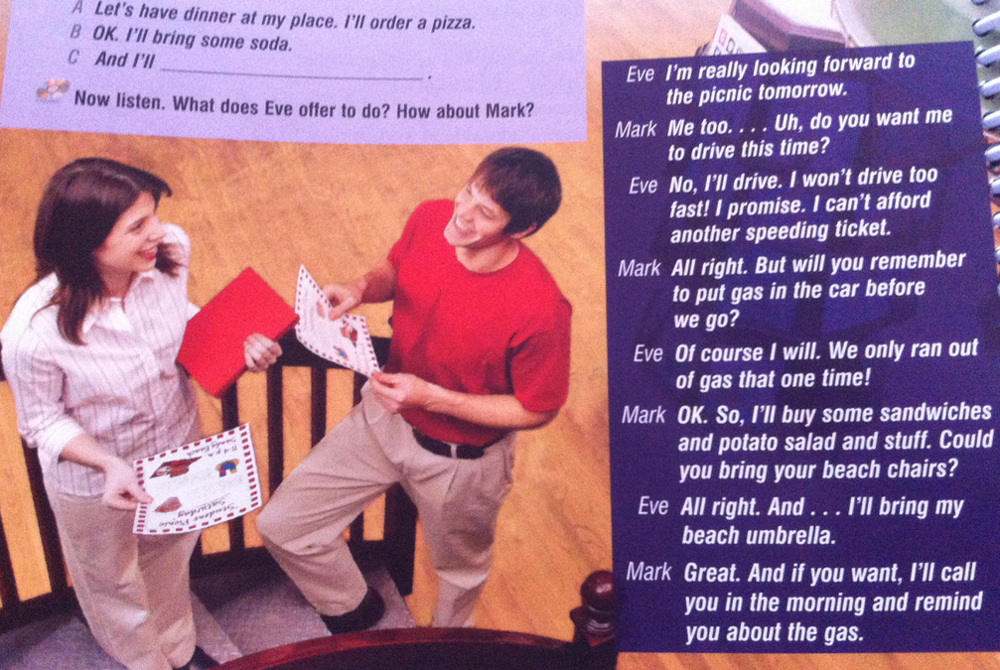 A Let's have dinner at my place. I'll order a pizza.
B OK. I'll bring some soda.
C And I'll ______________________.
Now listen. What does Eve offer to do? How about Mark?
Student Picnic
Saturday
11-4 p.m.
Sandy Beach
Eve I'm really looking forward to
the picnic tomorrow.
Mark Me too. . . . Uh, do you want me
to drive this time?
Eve No, I'll drive. I won't drive too
fast! I promise. I can't afford
another speeding ticket.
Mark All right. But will you remember
to put gas in the car before
we go?
Eve Of course I will. We only ran out
of gas that one time!
Mark OK. So, I'll buy some sandwiches
and potato salad and stuff. Could
you bring your beach chairs?
Eve All right. And . . . I'll bring my
beach umbrella.
Mark Great. And if you want, I'll call
you in the morning and remind
you about the gas.